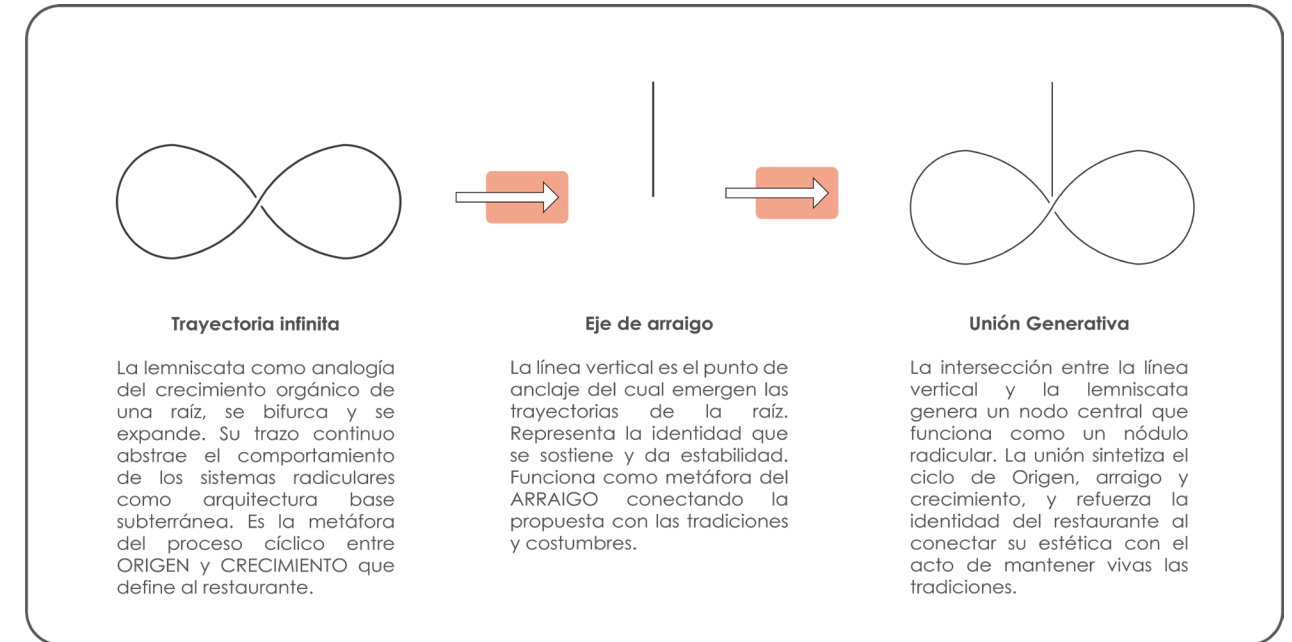 Trayectoria infinita
La lemniscata como analogía
del crecimiento orgánico de
una raíz, se bifurca y se
expande. Su trazo continuo
abstrae el comportamiento
de los sistemas radiculares
como arquitectura base
subterránea. Es la metáfora
del proceso cíclico entre
ORIGEN y CRECIMIENTO que
define al restaurante.
Eje de arraigo
La línea vertical es el punto de
anclaje del cual emergen las
trayectorias de la raíz.
Representa la identidad que
se sostiene y da estabilidad.
Funciona como metáfora del
ARRAIGO conectando la
propuesta con las tradiciones
y costumbres.
Unión Generativa
La intersección entre la línea
vertical y la lemniscata
genera un nodo central que
funciona como un nódulo
radicular. La unión sintetiza el
ciclo de Origen, arraigo y
crecimiento, y refuerza la
identidad del restaurante al
conectar su estética con el
acto de mantener vivas las
tradiciones.